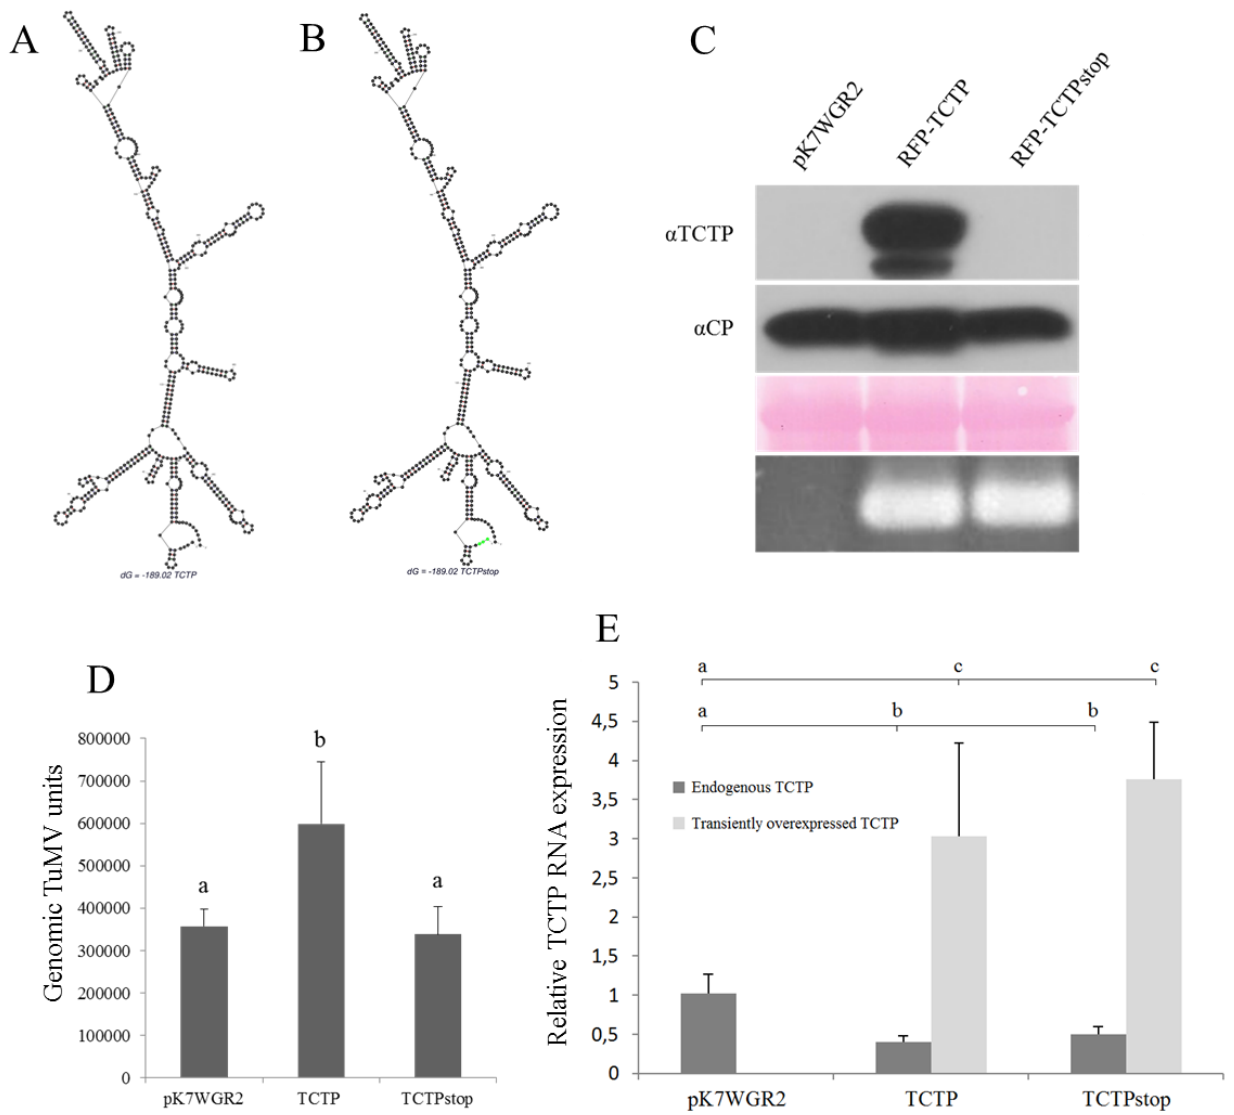 A
B
C
dG = -189.02 TCTP
dG = -189.02 TCTPstop
pK7WGR2
RFP-TCTP
RFP-TCTPstop
αTCTP
αCP
D
Genomic TuMV units
800000
700000
600000
500000
400000
300000
200000
100000
0
a
b
a
pK7WGR2
TCTP
TCTPstop
E
Relative TCTP RNA expression
5
4,5
4
3,5
3
2,5
2
1,5
1
0,5
0
a
c
c
a
b
b
Endogenous TCTP
Transiently overexpressed TCTP
pK7WGR2
TCTP
TCTPstop